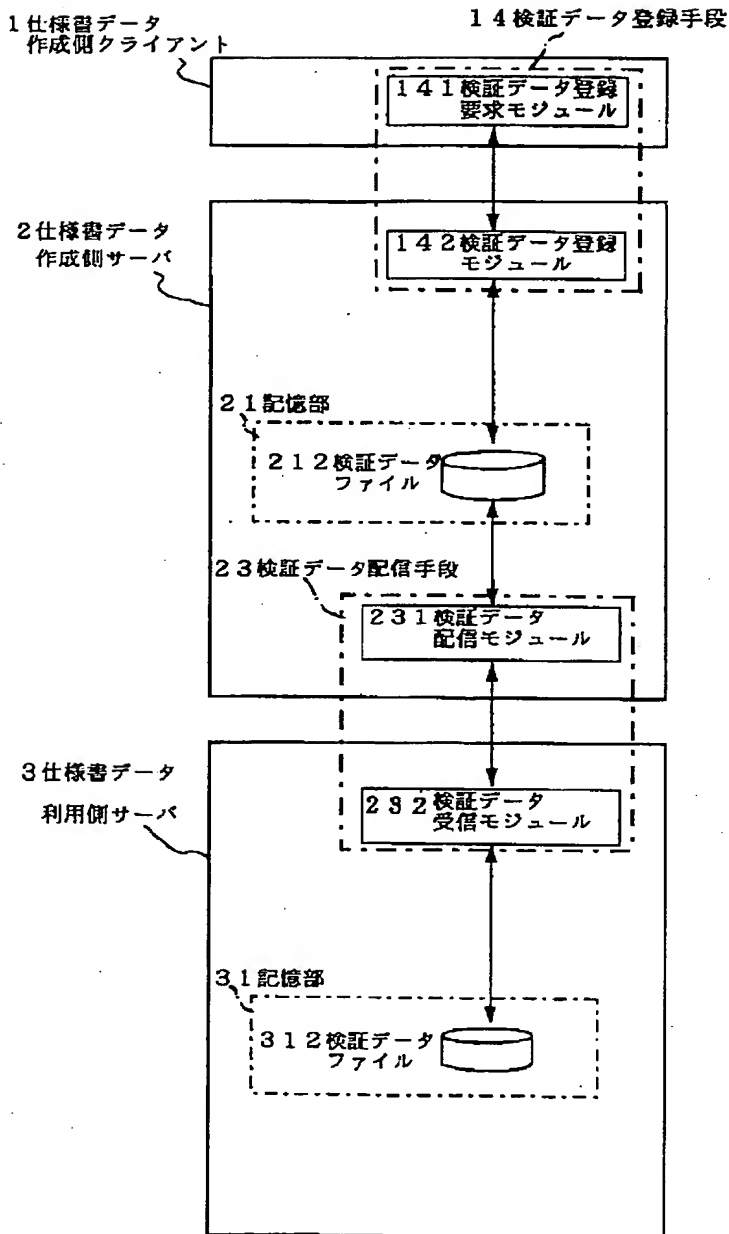 1仕様書データ
作成側クライアント
14検証データ登録手段
141検証データ登録
要求モジュール
2仕様書データ
作成側サーバ
142検証データ登録
モジュール
21記憶部
212検証データ
ファイル
23検証データ配信手段
231検証データ
配信モジュール
3仕様書データ
利用側サーバ
232検証データ
受信モジュール
31記憶部
312検証データ
ファイル